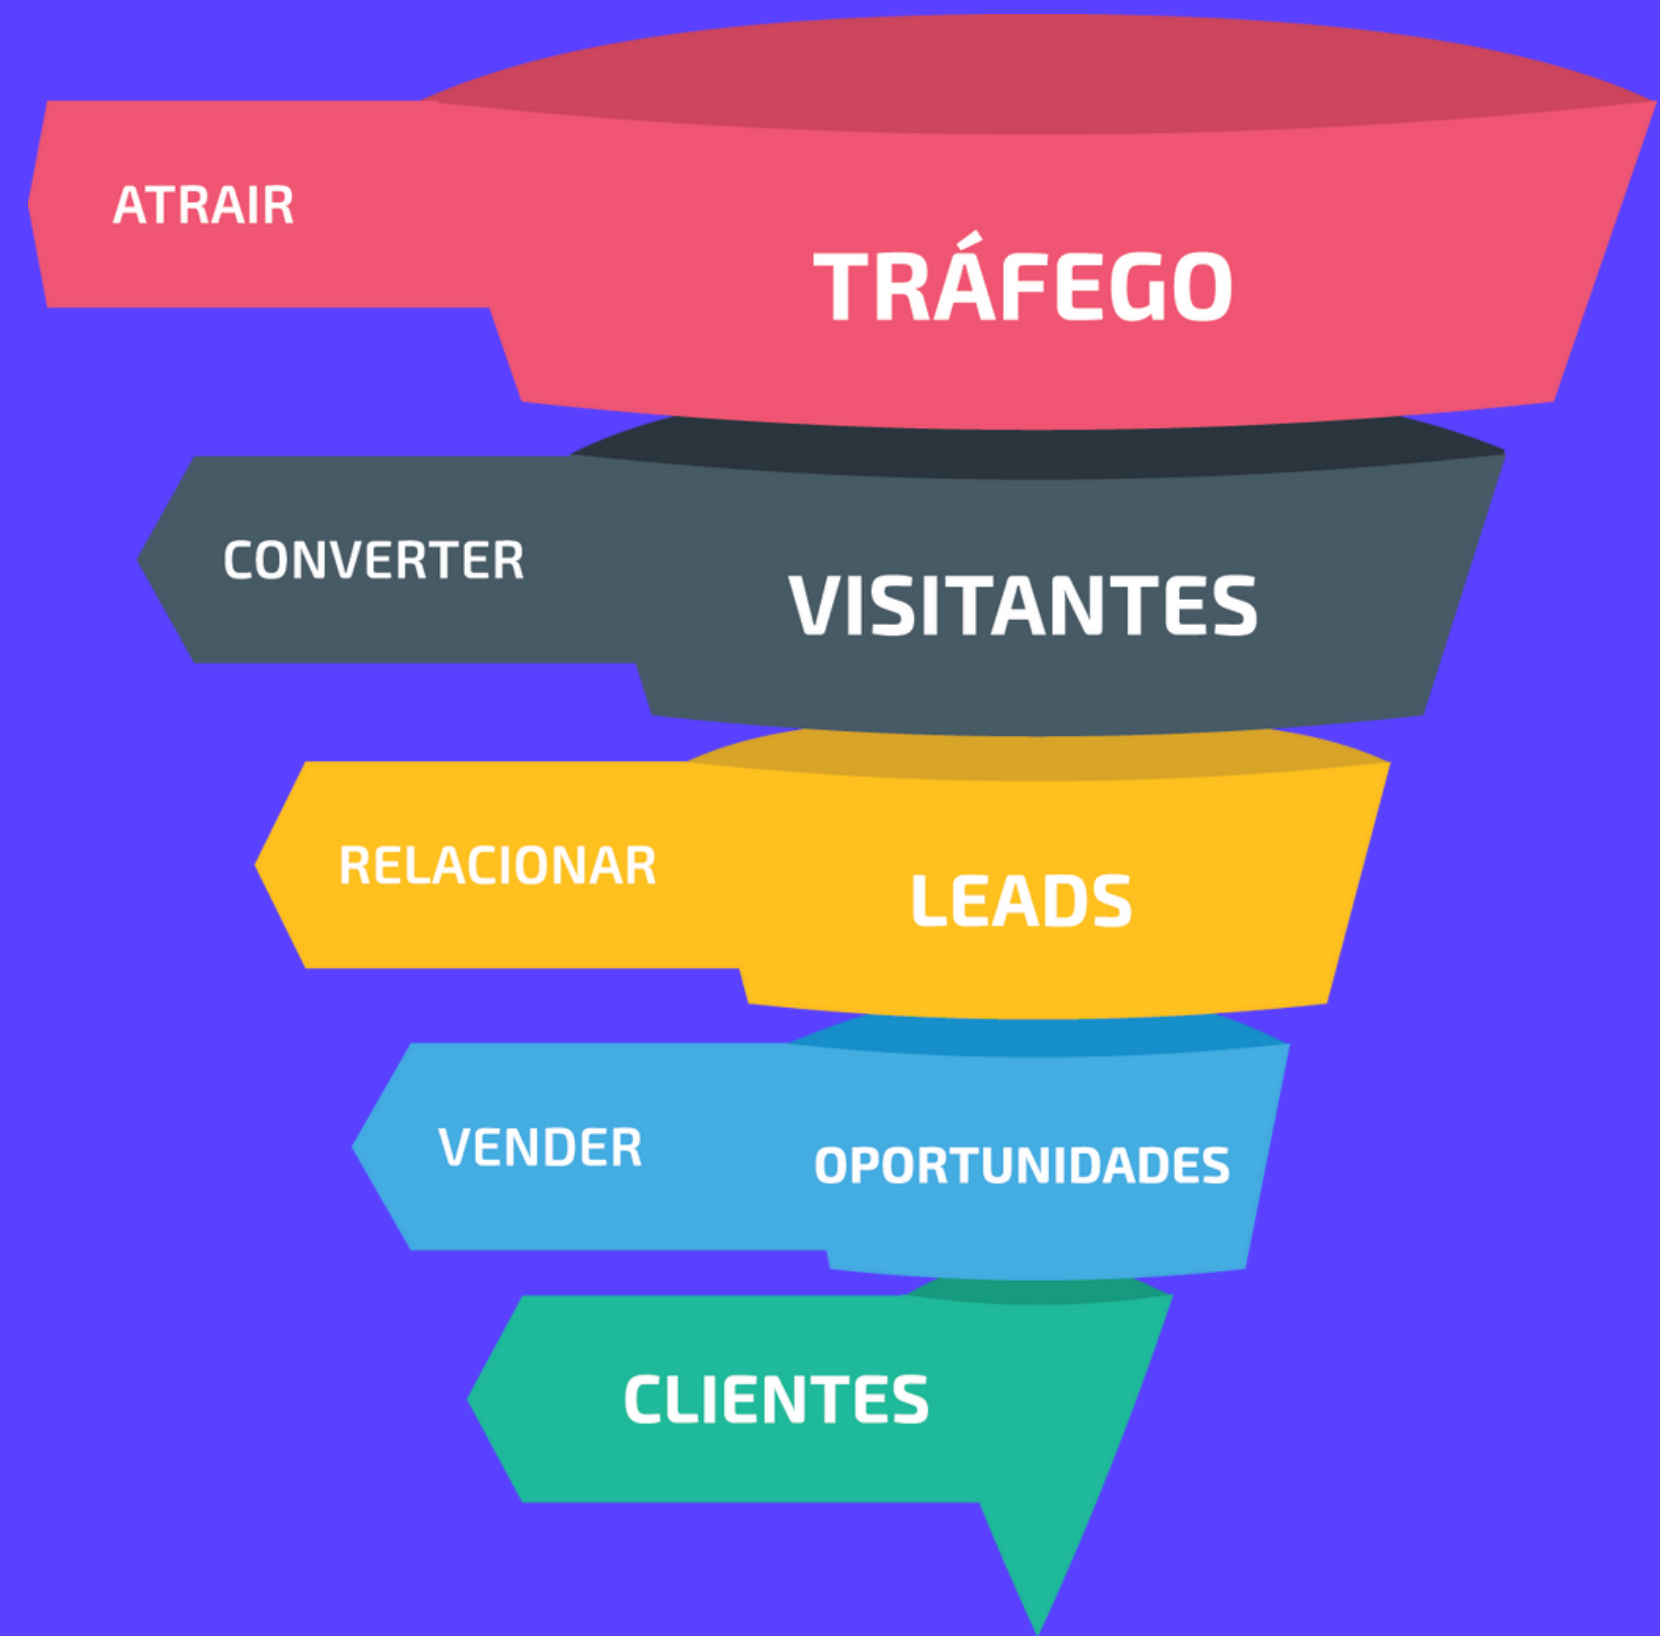 ATRAIR
TRÁFEGO
CONVERTER
VISITANTES
RELACIONAR
LEADS
VENDER
OPORTUNIDADES
CLIENTES